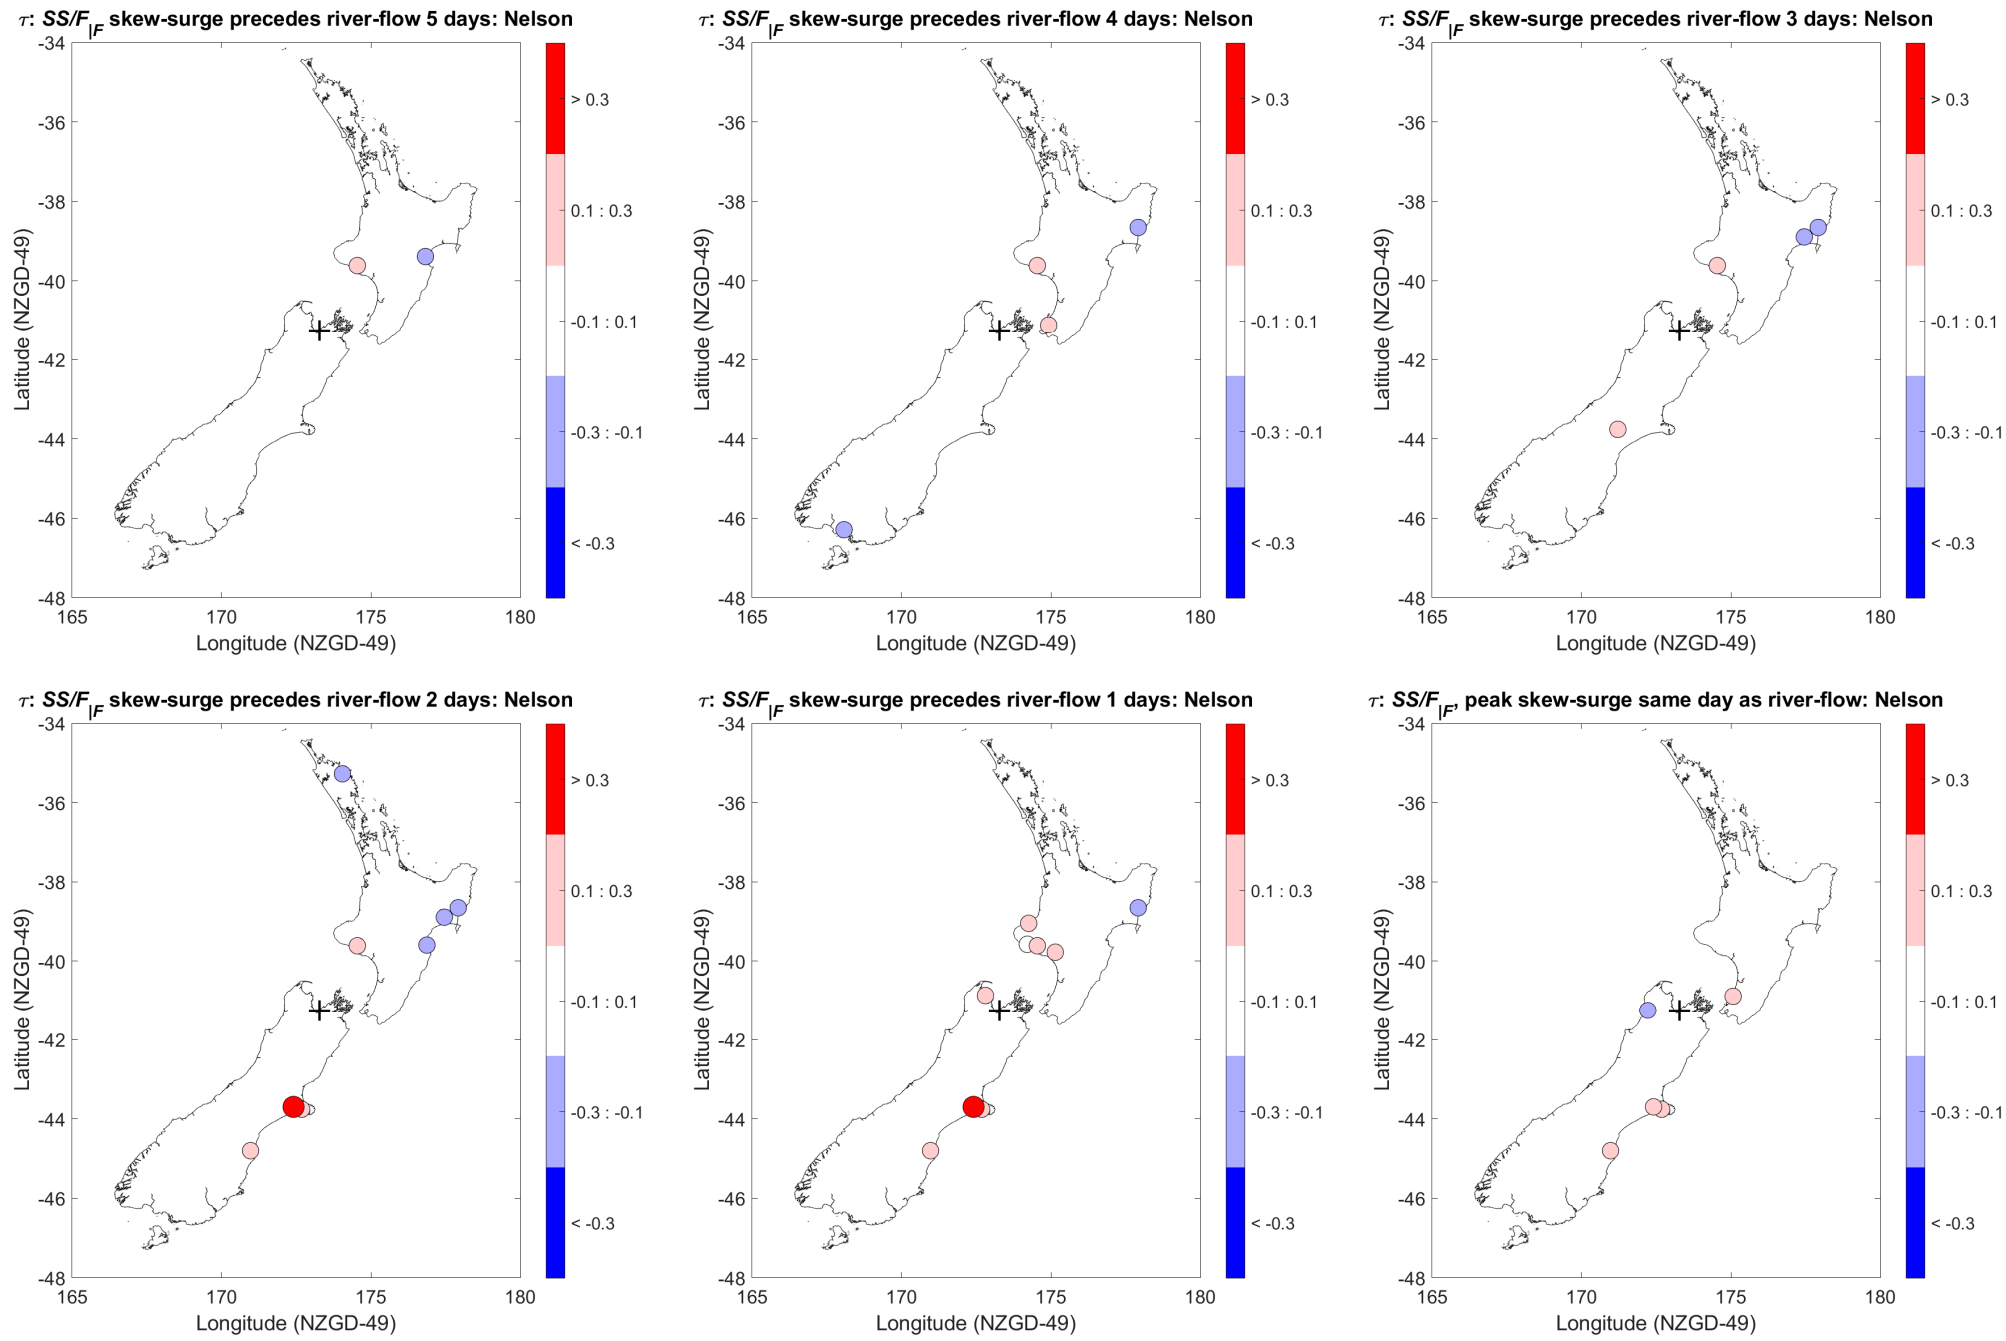 τ: SS/F|F skew-surge precedes river-flow 5 days: Nelson
-34
-36
-38
-40
-42
-44
-46
-48
165
170
175
180
Latitude (NZGD-49)
Longitude (NZGD-49)
> 0.3
0.1 : 0.3
-0.1 : 0.1
-0.3 : -0.1
< -0.3
τ: SS/F|F skew-surge precedes river-flow 4 days: Nelson
-34
-36
-38
-40
-42
-44
-46
-48
165
170
175
180
Latitude (NZGD-49)
Longitude (NZGD-49)
> 0.3
0.1 : 0.3
-0.1 : 0.1
-0.3 : -0.1
< -0.3
τ: SS/F|F skew-surge precedes river-flow 3 days: Nelson
-34
-36
-38
-40
-42
-44
-46
-48
165
170
175
180
Latitude (NZGD-49)
Longitude (NZGD-49)
> 0.3
0.1 : 0.3
-0.1 : 0.1
-0.3 : -0.1
< -0.3
τ: SS/F|F skew-surge precedes river-flow 2 days: Nelson
-34
-36
-38
-40
-42
-44
-46
-48
165
170
175
180
Latitude (NZGD-49)
Longitude (NZGD-49)
> 0.3
0.1 : 0.3
-0.1 : 0.1
-0.3 : -0.1
< -0.3
τ: SS/F|F skew-surge precedes river-flow 1 days: Nelson
-34
-36
-38
-40
-42
-44
-46
-48
165
170
175
180
Latitude (NZGD-49)
Longitude (NZGD-49)
> 0.3
0.1 : 0.3
-0.1 : 0.1
-0.3 : -0.1
< -0.3
τ: SS/F|F, peak skew-surge same day as river-flow: Nelson
-34
-36
-38
-40
-42
-44
-46
-48
165
170
175
180
Latitude (NZGD-49)
Longitude (NZGD-49)
> 0.3
0.1 : 0.3
-0.1 : 0.1
-0.3 : -0.1
< -0.3